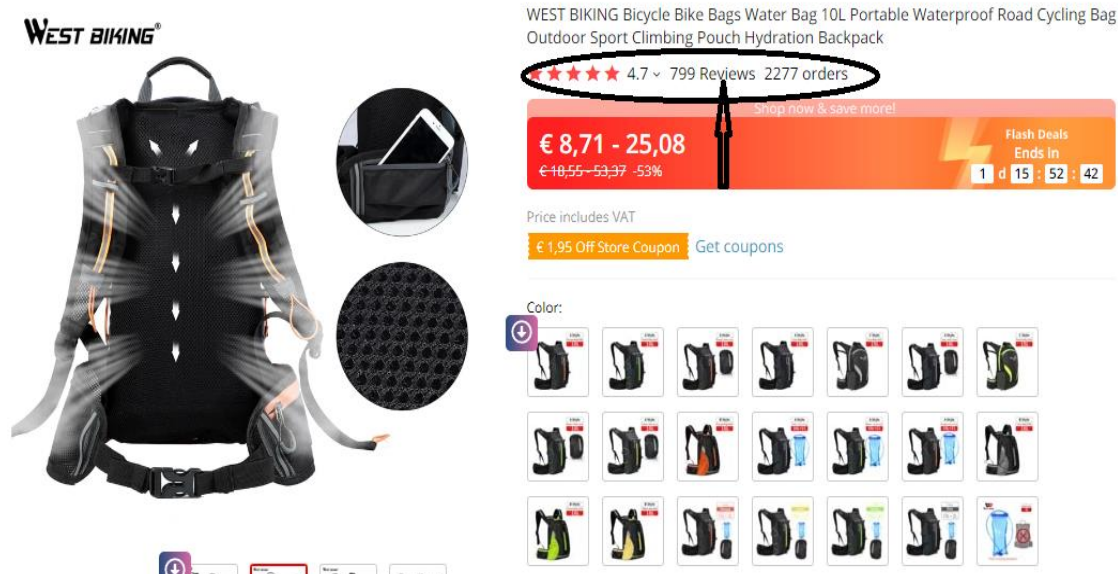 WEST BIKING®
WEST BIKING Bicycle Bike Bags Water Bag 10L Portable Waterproof Road Cycling Bag
Outdoor Sport Climbing Pouch Hydration Backpack
4.7 799 Reviews 2277 orders
Shop now & save more!
€ 8,71 - 25,08
€ 18,55 - 53,37 -53%
Flash Deals
Ends in
1 d 15 : 52 : 42
Price includes VAT
€ 1,95 Off Store Coupon Get coupons
Color: